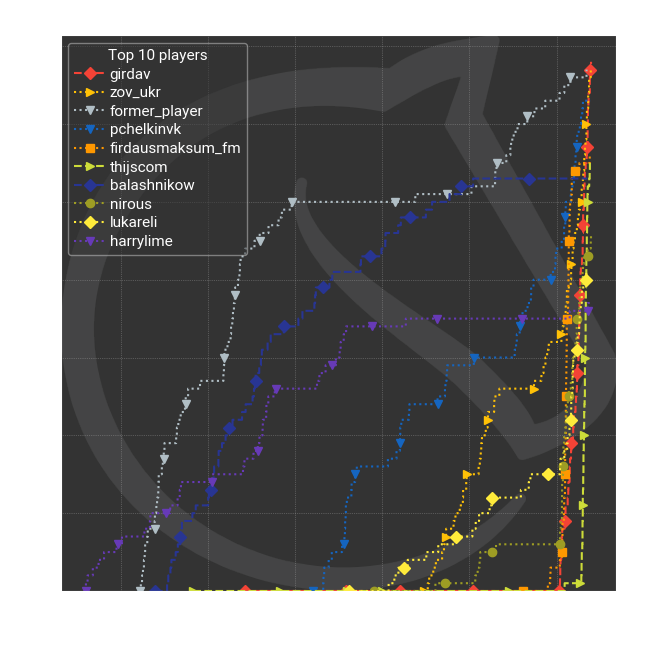 Top 10 players
girdav
zov_ukr
former_player
pchelkinvk
firdausmaksum_fm
thijscom
balashnikow
nirous
lukareli
harrylime